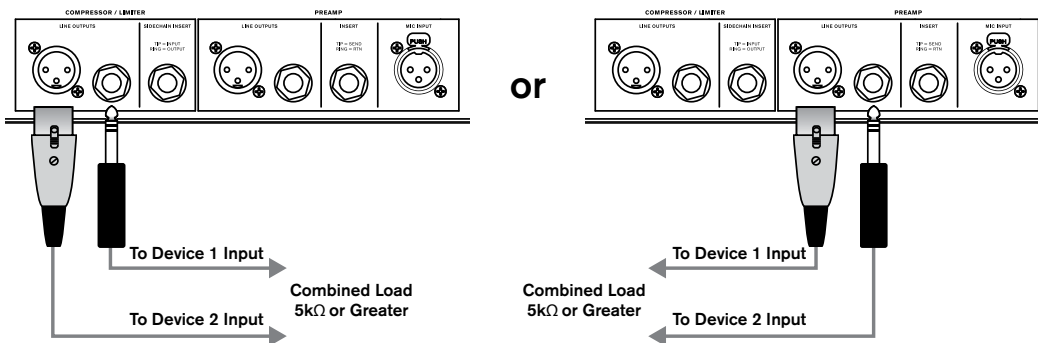 COMPRESSOR / LIMITER
PREAMP
LINE OUTPUTS
SIDECHAIN INSERT
LINE OUTPUTS
INSERT
MIC INPUT
TIP = INPUT
RING = OUTPUT
TIP = SEND
RING = RTN
PUSH
To Device 1 Input
Combined Load
5kΩ or Greater
To Device 2 Input
or
COMPRESSOR / LIMITER
PREAMP
LINE OUTPUTS
SIDECHAIN INSERT
LINE OUTPUTS
INSERT
MIC INPUT
TIP = INPUT
RING = OUTPUT
TIP = SEND
RING = RTN
PUSH
To Device 1 Input
Combined Load
5kΩ or Greater
To Device 2 Input